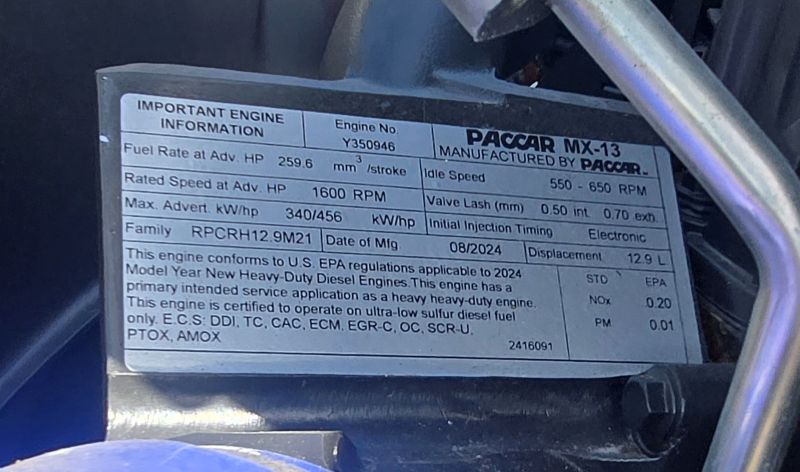 IMPORTANT ENGINE
INFORMATION
Engine No.
Y350946
PACCAR MX-13
MANUFACTURED BY PACCAR INC
Fuel Rate at Adv. HP 259.6 mm3/stroke
Idle Speed 550 - 650 RPM
Rated Speed at Adv. HP 1600 RPM
Valve Lash (mm) 0.50 int. 0.70 exh.
Max. Advert. kW/hp 340/456 kW/hp
Initial Injection Timing Electronic
Family RPCRH12.9M21
Date of Mfg 08/2024
Displacement 12.9 L
This engine conforms to U.S. EPA regulations applicable to 2024
Model Year New Heavy-Duty Diesel Engines.This engine has a
primary intended service application as a heavy heavy-duty engine.
This engine is certified to operate on ultra-low sulfur diesel fuel
only. E.C.S: DDI, TC, CAC, ECM, EGR-C, OC, SCR-U,
PTOX, AMOX
2416091
STD EPA
NOx 0.20
PM 0.01